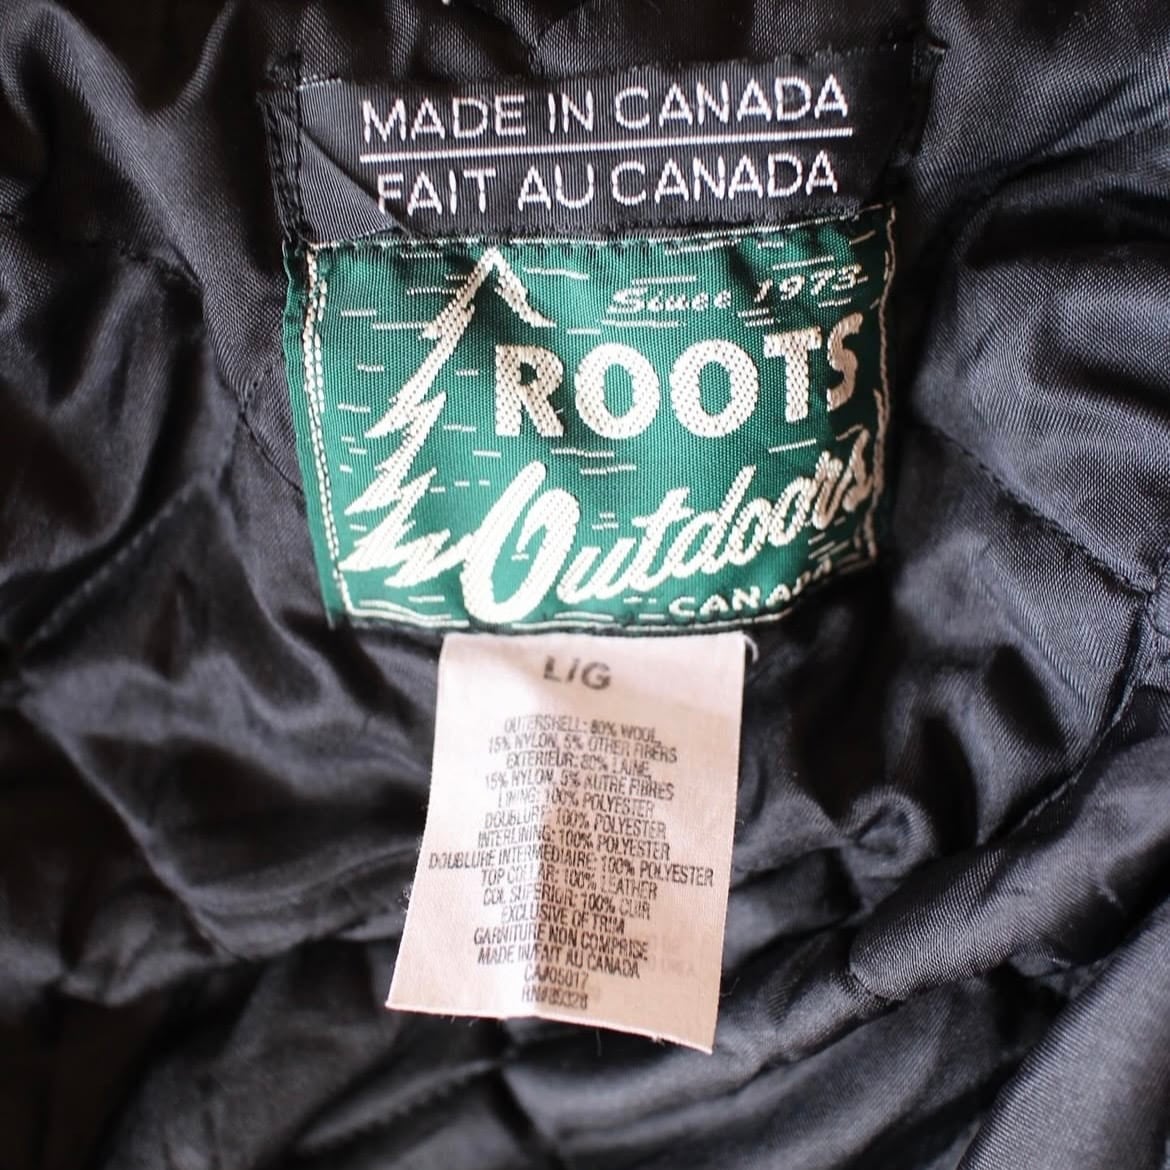 MADE IN CANADA
FAIT AU CANADA
Since 1973
ROOTS
Outdoors
CANADA
L/G
OUTERSHELL: 80% WOOL,
15% NYLON, 5% OTHER FIBERS
EXTERIEUR: 80% LAINE,
15% NYLON, 5% AUTRE FIBRES
LINING: 100% POLYESTER
DOUBLURE: 100% POLYESTER
INTERLINING: 100% POLYESTER
DOUBLURE INTERMEDIAIRE: 100% POLYESTER
TOP COLLAR: 100% LEATHER
COL SUPERIOR: 100% CUIR
EXCLUSIVE OF TRIM
GARNITURE NON COMPRISE
MADE IN/FAIT AU CANADA
CA#05017